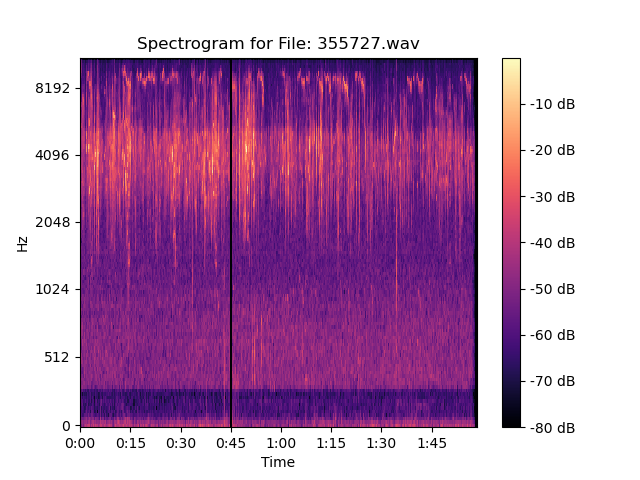 Spectrogram for File: 355727.wav
8192
4096
2048
1024
512
0
Hz
0:00 0:15 0:30 0:45 1:00 1:15 1:30 1:45
Time
-10 dB
-20 dB
-30 dB
-40 dB
-50 dB
-60 dB
-70 dB
-80 dB